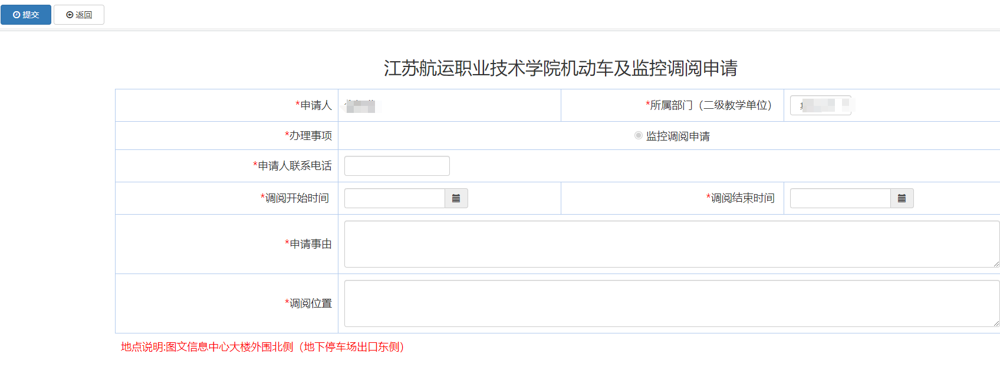 提交 返回
江苏航运职业技术学院机动车及监控调阅申请
*申请人 *所属部门（二级教学单位）
*办理事项 监控调阅申请
*申请人联系电话
*调阅开始时间 *调阅结束时间
*申请事由
*调阅位置
地点说明:图文信息中心大楼外围北侧（地下停车场出口东侧）